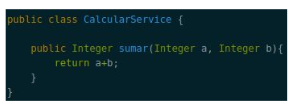 public class CalcularService {
public Integer sumar(Integer a, Integer b){
return a+b;
}
}